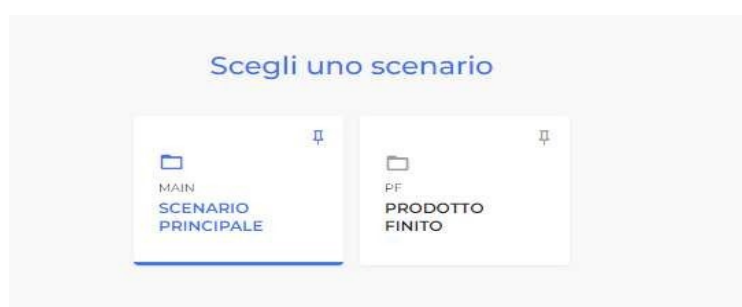 Scegli uno scenario
MAIN
SCENARIO
PRINCIPALE
PF
PRODOTTO
FINITO